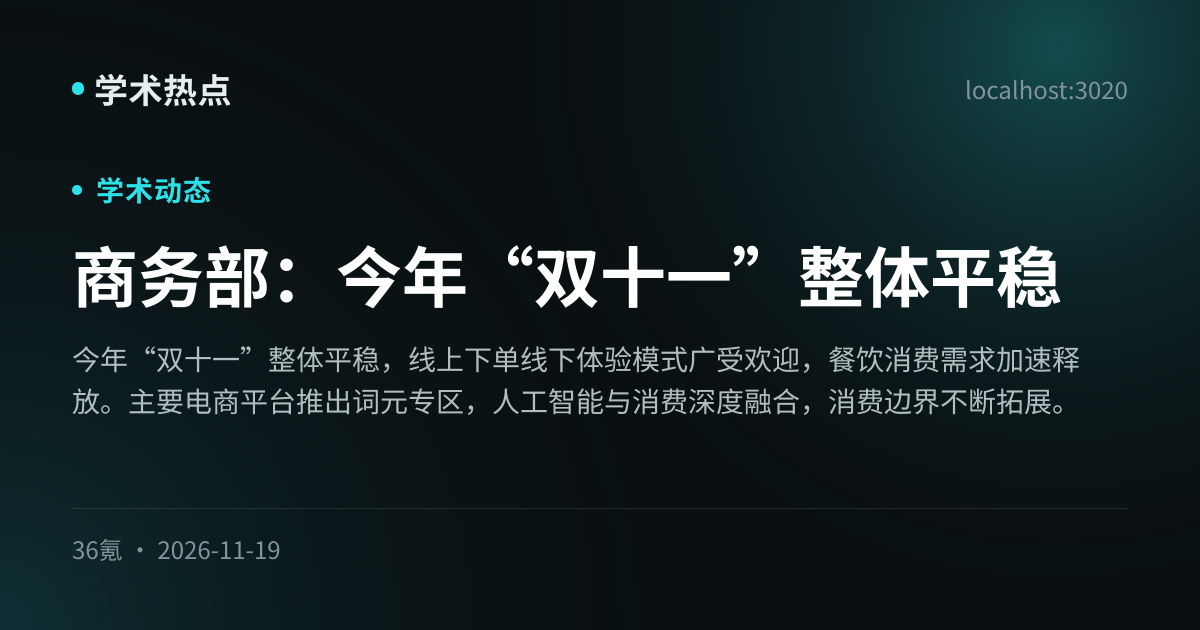 学术热点
localhost:3020
学术动态
商务部：今年“双十一”整体平稳
今年“双十一”整体平稳，线上下单线下体验模式广受欢迎，餐饮消费需求加速释
放。主要电商平台推出词元专区，人工智能与消费深度融合，消费边界不断拓展。
36氪 · 2026-11-19